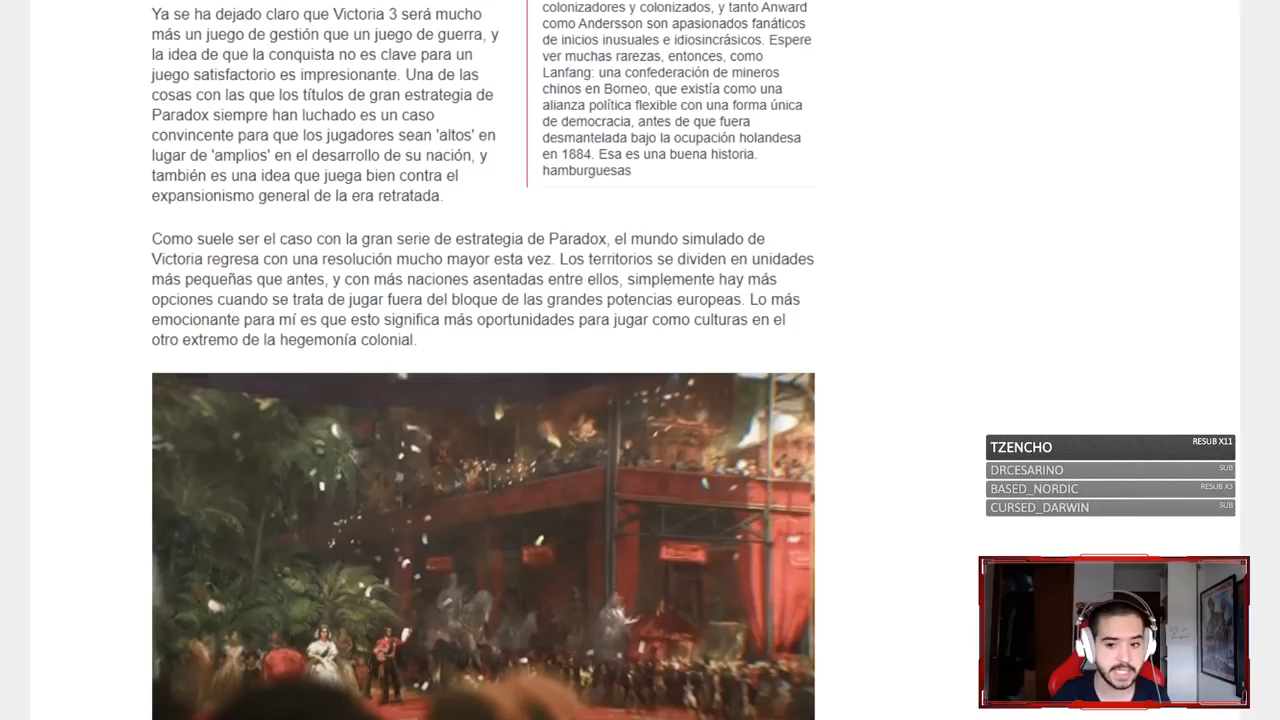 Ya se ha dejado claro que Victoria 3 será mucho
más un juego de gestión que un juego de guerra, y
la idea de que la conquista no es clave para un
juego satisfactorio es impresionante. Una de las
cosas con las que los títulos de gran estrategia de
Paradox siempre han luchado es un caso
convincente para que los jugadores sean 'altos' en
lugar de 'amplios' en el desarrollo de su nación, y
también es una idea que juega bien contra el
expansionismo general de la era retratada.
colonizadores y colonizados, y tanto Anward
como Andersson son apasionados fanáticos
de inicios inusuales e idiosincrásicos. Espere
ver muchas rarezas, entonces, como
Lanfang: una confederación de mineros
chinos en Borneo, que existía como una
alianza política flexible con una forma única
de democracia, antes de que fuera
desmantelada bajo la ocupación holandesa
en 1884. Esa es una buena historia.
hamburguesas
Como suele ser el caso con la gran serie de estrategia de Paradox, el mundo simulado de
Victoria regresa con una resolución mucho mayor esta vez. Los territorios se dividen en unidades
más pequeñas que antes, y con más naciones asentadas entre ellos, simplemente hay más
opciones cuando se trata de jugar fuera del bloque de las grandes potencias europeas. Lo más
emocionante para mí es que esto significa más oportunidades para jugar como culturas en el
otro extremo de la hegemonía colonial.
TZENCHO RESUB X11
DRCESARINO SUB
BASED_NORDIC RESUB X3
CURSED_DARWIN SUB